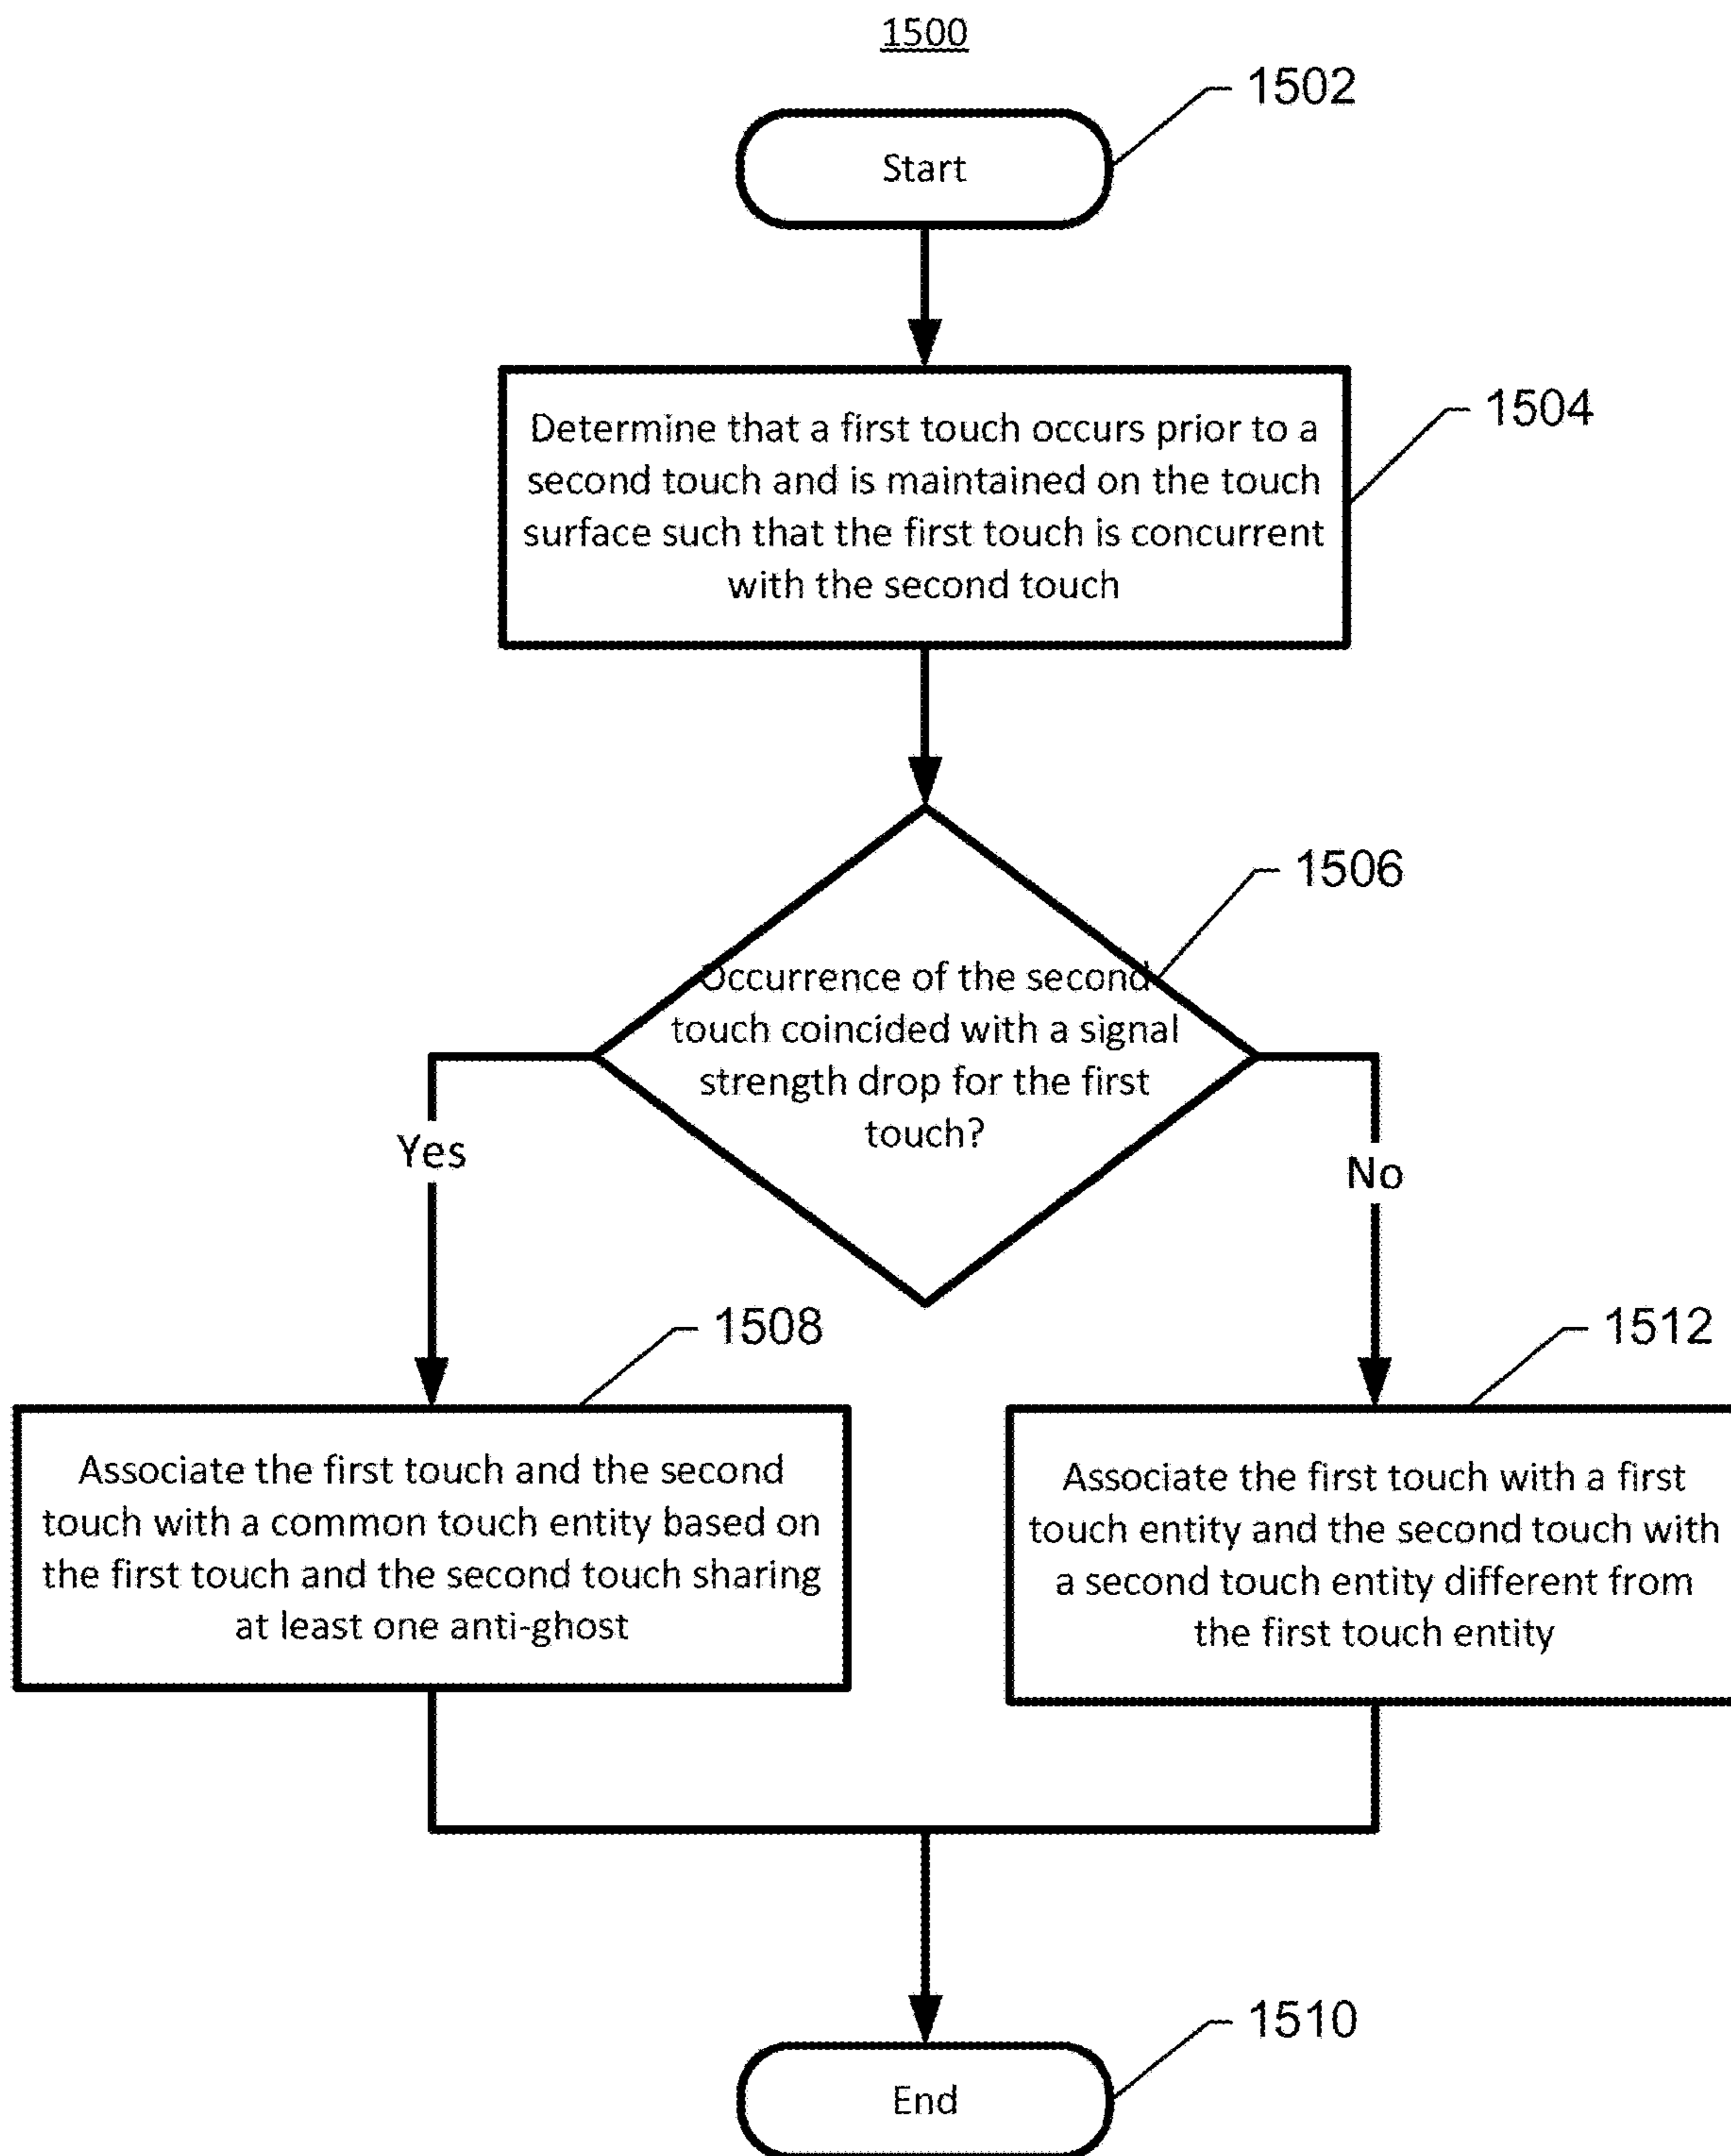 1500
1502
Start
1504
Determine that a first touch occurs prior to a
second touch and is maintained on the touch
surface such that the first touch is concurrent
with the second touch
1506
Occurrence of the second
touch coincided with a signal
strength drop for the first
touch?
Yes
No
1508
1512
Associate the first touch and the second
touch with a common touch entity based on
the first touch and the second touch sharing
at least one anti-ghost
Associate the first touch with a first
touch entity and the second touch with
a second touch entity different from
the first touch entity
1510
End